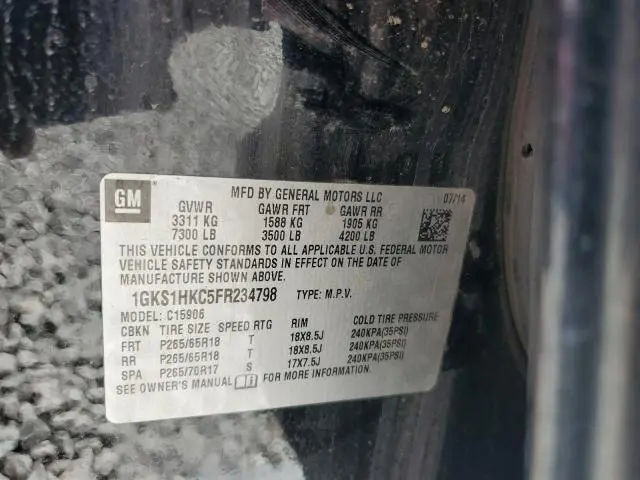 GM
MFD BY GENERAL MOTORS LLC 07/14
GVWR GAWR FRT GAWR RR
3311 KG 1588 KG 1905 KG
7300 LB 3500 LB 4200 LB
THIS VEHICLE CONFORMS TO ALL APPLICABLE U.S. FEDERAL MOTOR
VEHICLE SAFETY STANDARDS IN EFFECT ON THE DATE OF
MANUFACTURE SHOWN ABOVE.
1GKS1HKC5FR234798 TYPE: M.P.V.
MODEL: C15906
CBKN TIRE SIZE SPEED RTG RIM COLD TIRE PRESSURE
FRT P265/65R18 T 18X8.5J 240KPA(35PSI)
RR P265/65R18 T 18X8.5J 240KPA(35PSI)
SPA P265/70R17 S 17X7.5J 240KPA(35PSI)
SEE OWNER'S MANUAL FOR MORE INFORMATION.